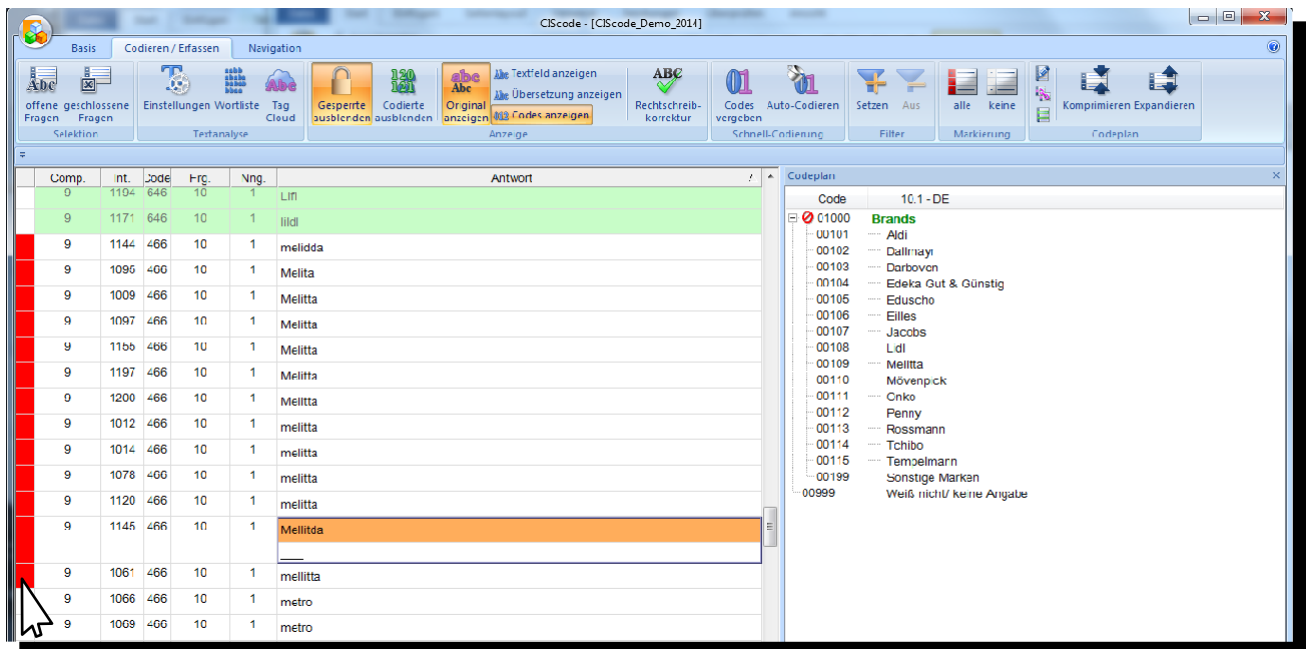 CIScode - [CIScode_Demo_2014]
Basis Codieren / Erfassen Navigation
offene Fragen geschlossene Fragen Einstellungen Wortliste Tag Cloud Gesperrte ausblenden Codierte ausblenden Orginal anzeigen Textfeld anzeigen Übersetzung anzeigen Codes anzeigen Rechtschreib-korrektur Codes vergeben Auto-Codieren Setzen Aus alle keine Komprimieren Expandieren
Selektion Textanalyse Anzeige Schnell-Codierung Filter Markierung Codeplan
Comp. Int. Code Frg. Nng. Antwort /
9 1194 646 10 1 Lifl
9 1171 646 10 1 lildl
9 1144 466 10 1 melidda
9 1095 466 10 1 Melita
9 1009 466 10 1 Melitta
9 1097 466 10 1 Melitta
9 1155 466 10 1 Melitta
9 1197 466 10 1 Melitta
9 1200 466 10 1 Melitta
9 1012 466 10 1 melitta
9 1014 466 10 1 melitta
9 1078 466 10 1 melitta
9 1120 466 10 1 melitta
9 1145 466 10 1 Mellitda
9 1061 466 10 1 mellitta
9 1066 466 10 1 metro
9 1069 466 10 1 metro
Codeplan
Code 10.1 - DE
01000 Brands
00101 Aldi
00102 Dallmayr
00103 Darboven
00104 Edeka Gut & Günstig
00105 Eduscho
00106 Eilles
00107 Jacobs
00108 Lidl
00109 Melitta
00110 Mövenpick
00111 Onko
00112 Penny
00113 Rossmann
00114 Tchibo
00115 Tempelmann
00199 Sonstige Marken
00999 Weiß nicht/ keine Angabe